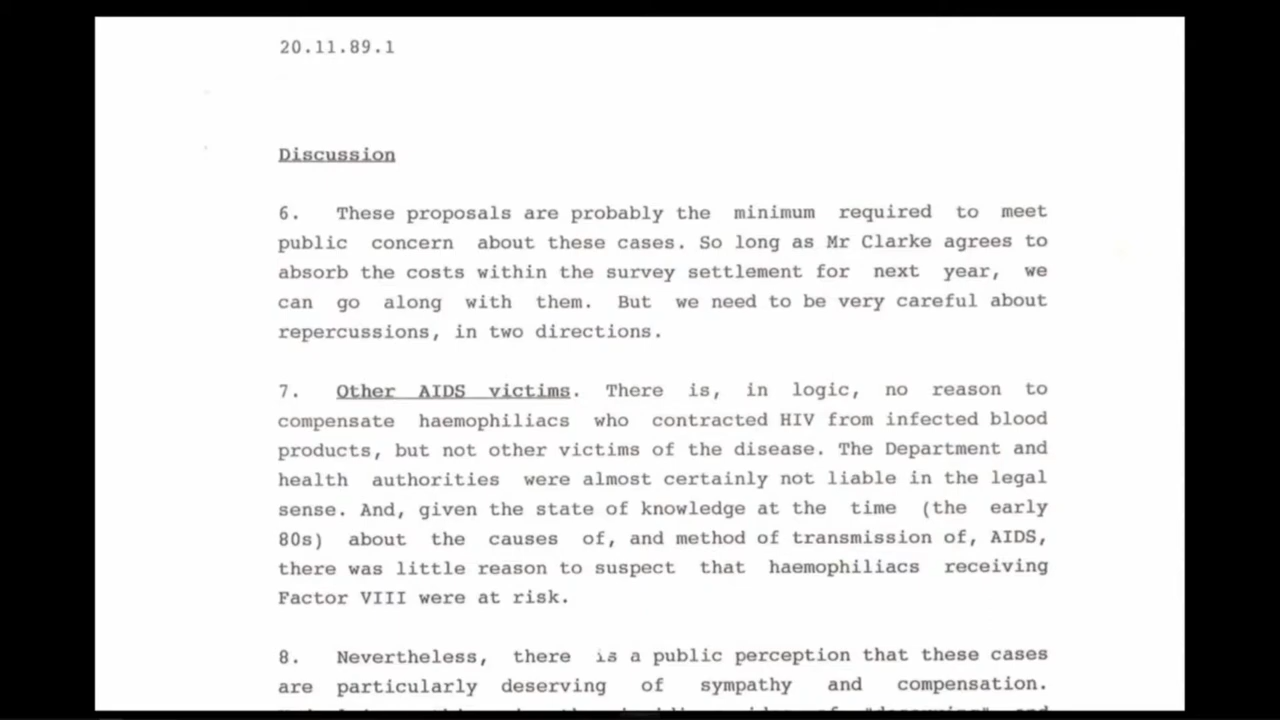 20.11.89.1
Discussion
6. These proposals are probably the minimum required to meet
public concern about these cases. So long as Mr Clarke agrees to
absorb the costs within the survey settlement for next year, we
can go along with them. But we need to be very careful about
repercussions, in two directions.
7. Other AIDS victims. There is, in logic, no reason to
compensate haemophiliacs who contracted HIV from infected blood
products, but not other victims of the disease. The Department and
health authorities were almost certainly not liable in the legal
sense. And, given the state of knowledge at the time (the early
80s) about the causes of, and method of transmission of, AIDS,
there was little reason to suspect that haemophiliacs receiving
Factor VIII were at risk.
8. Nevertheless, there is a public perception that these cases
are particularly deserving of sympathy and compensation.